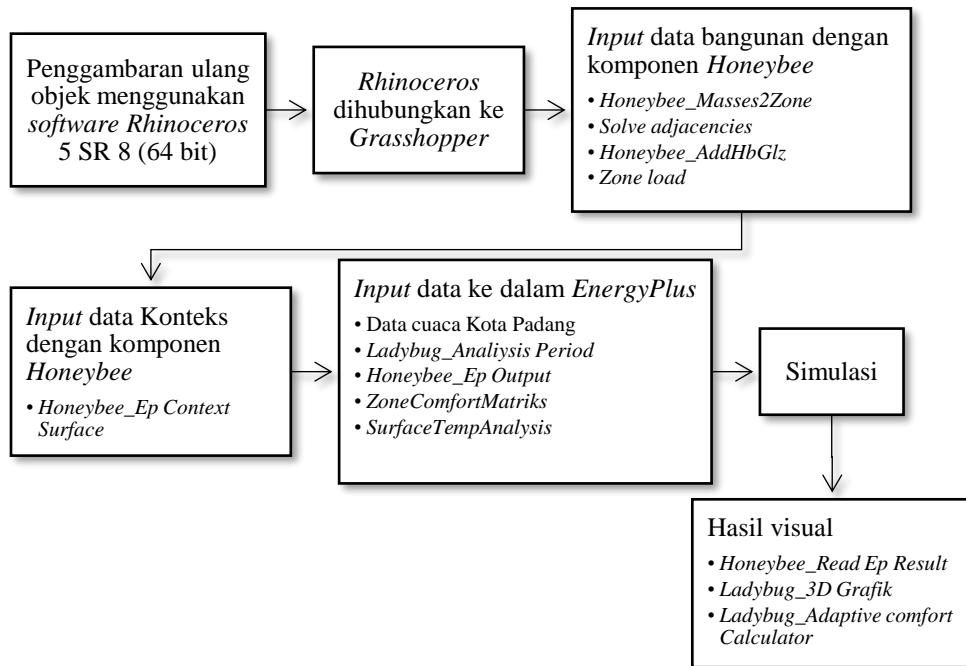 Penggambaran ulang
objek menggunakan
software Rhinoceros
5 SR 8 (64 bit)
Rhinoceros
dihubungkan ke
Grasshopper
Input data bangunan dengan
komponen Honeybee
• Honeybee_Masses2Zone
• Solve adjacencies
• Honeybee_AddHbGlz
• Zone load
Input data Konteks
dengan komponen
Honeybee
• Honeybee_Ep Context
Surface
Input data ke dalam EnergyPlus
• Data cuaca Kota Padang
• Ladybug_Analiysis Period
• Honeybee_Ep Output
• ZoneComfortMatriks
• SurfaceTempAnalysis
Simulasi
Hasil visual
• Honeybee_Read Ep Result
• Ladybug_3D Grafik
• Ladybug_Adaptive comfort
Calculator